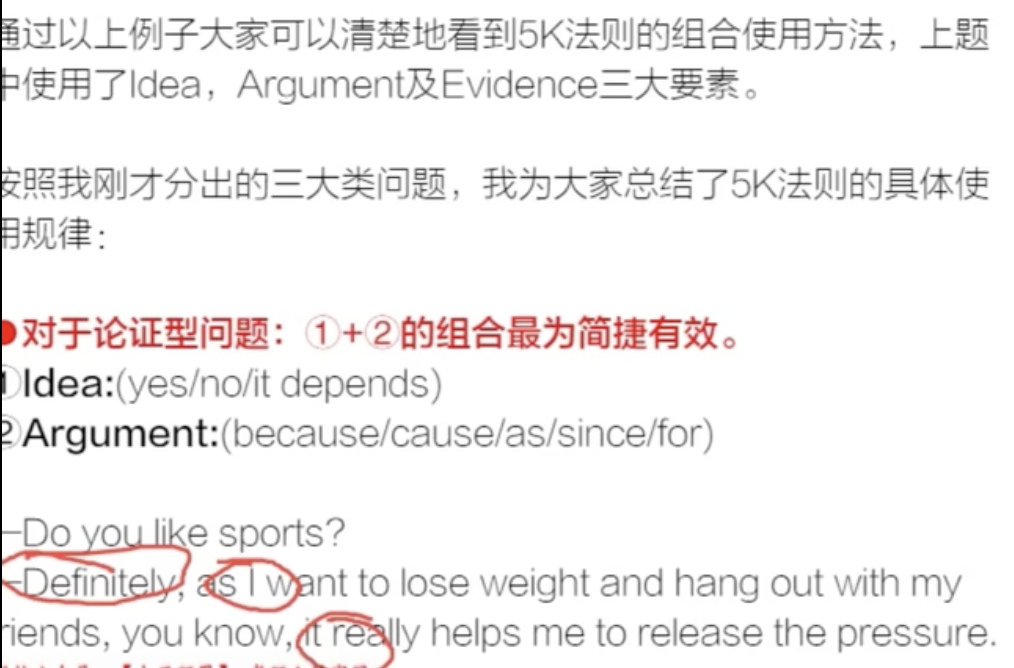 通过以上例子大家可以清楚地看到5K法则的组合使用方法，上题
中使用了Idea，Argument及Evidence三大要素。
按照我刚才分出的三大类问题，我为大家总结了5K法则的具体使
用规律：
●对于论证型问题：①+②的组合最为简捷有效。
①Idea:(yes/no/it depends)
②Argument:(because/cause/as/since/for)
–Do you like sports?
–Definitely, as I want to lose weight and hang out with my
riends, you know, it really helps me to release the pressure.